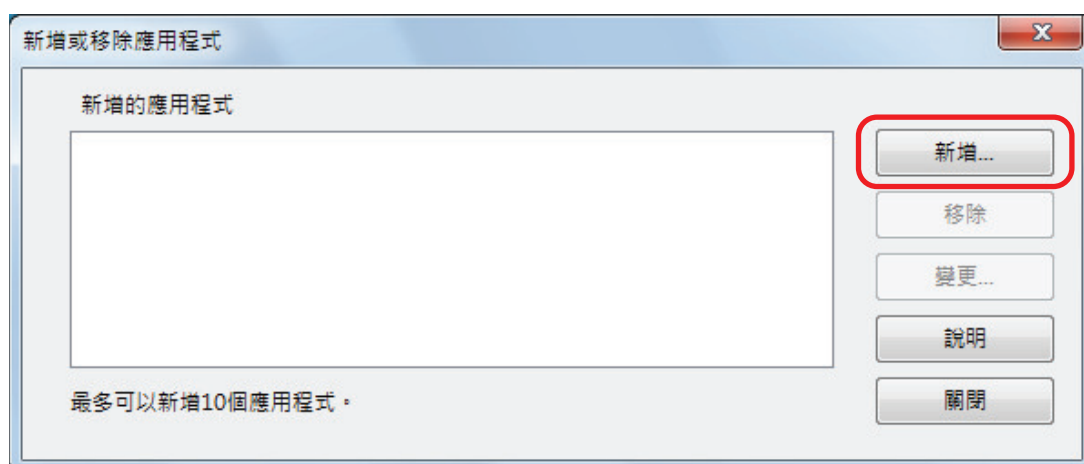 新增或移除應用程式
新增的應用程式
新增...
移除
變更...
說明
關閉
最多可以新增10個應用程式。